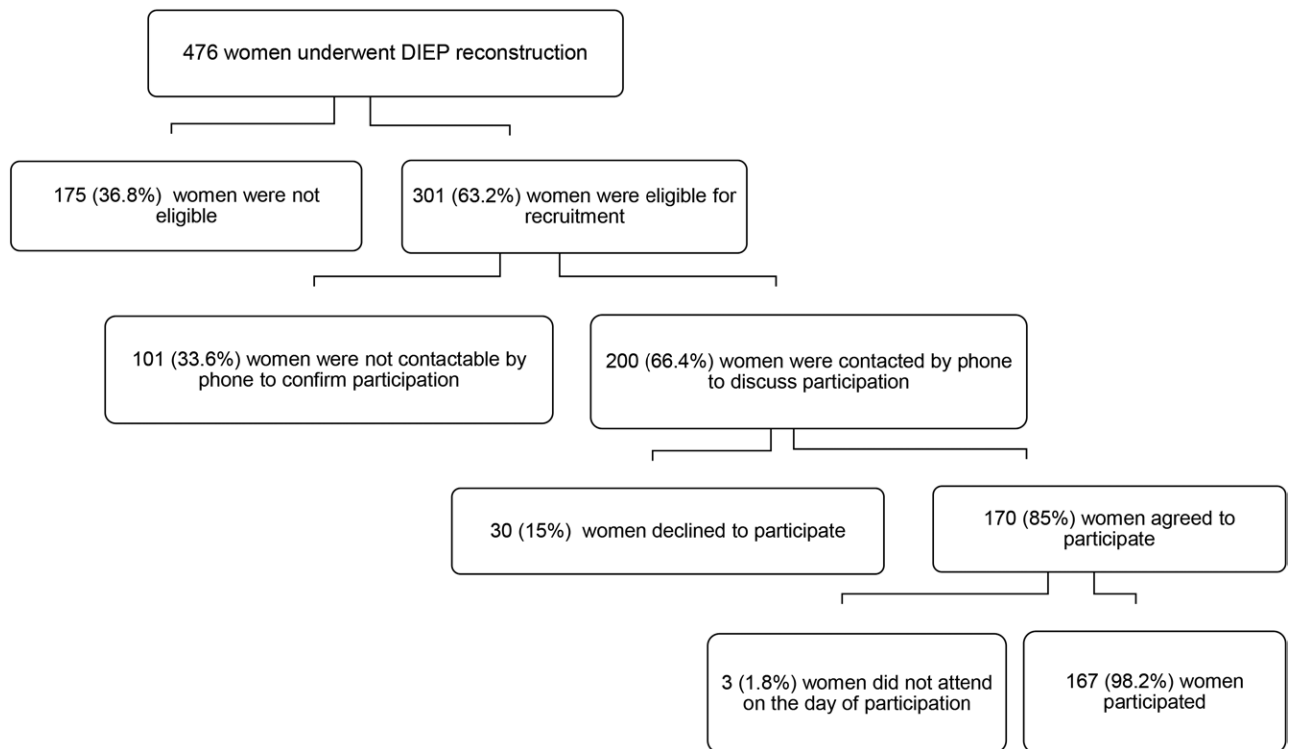 476 women underwent DIEP reconstruction
175 (36.8%)  women were not
eligible
301 (63.2%) women were eligible for
recruitment
101 (33.6%) women were not contactable by
phone to confirm participation
200 (66.4%) women were contacted by phone
to discuss participation
30 (15%)  women declined to participate
170 (85%) women agreed to
participate
3 (1.8%) women did not attend
on the day of participation
167 (98.2%) women
participated